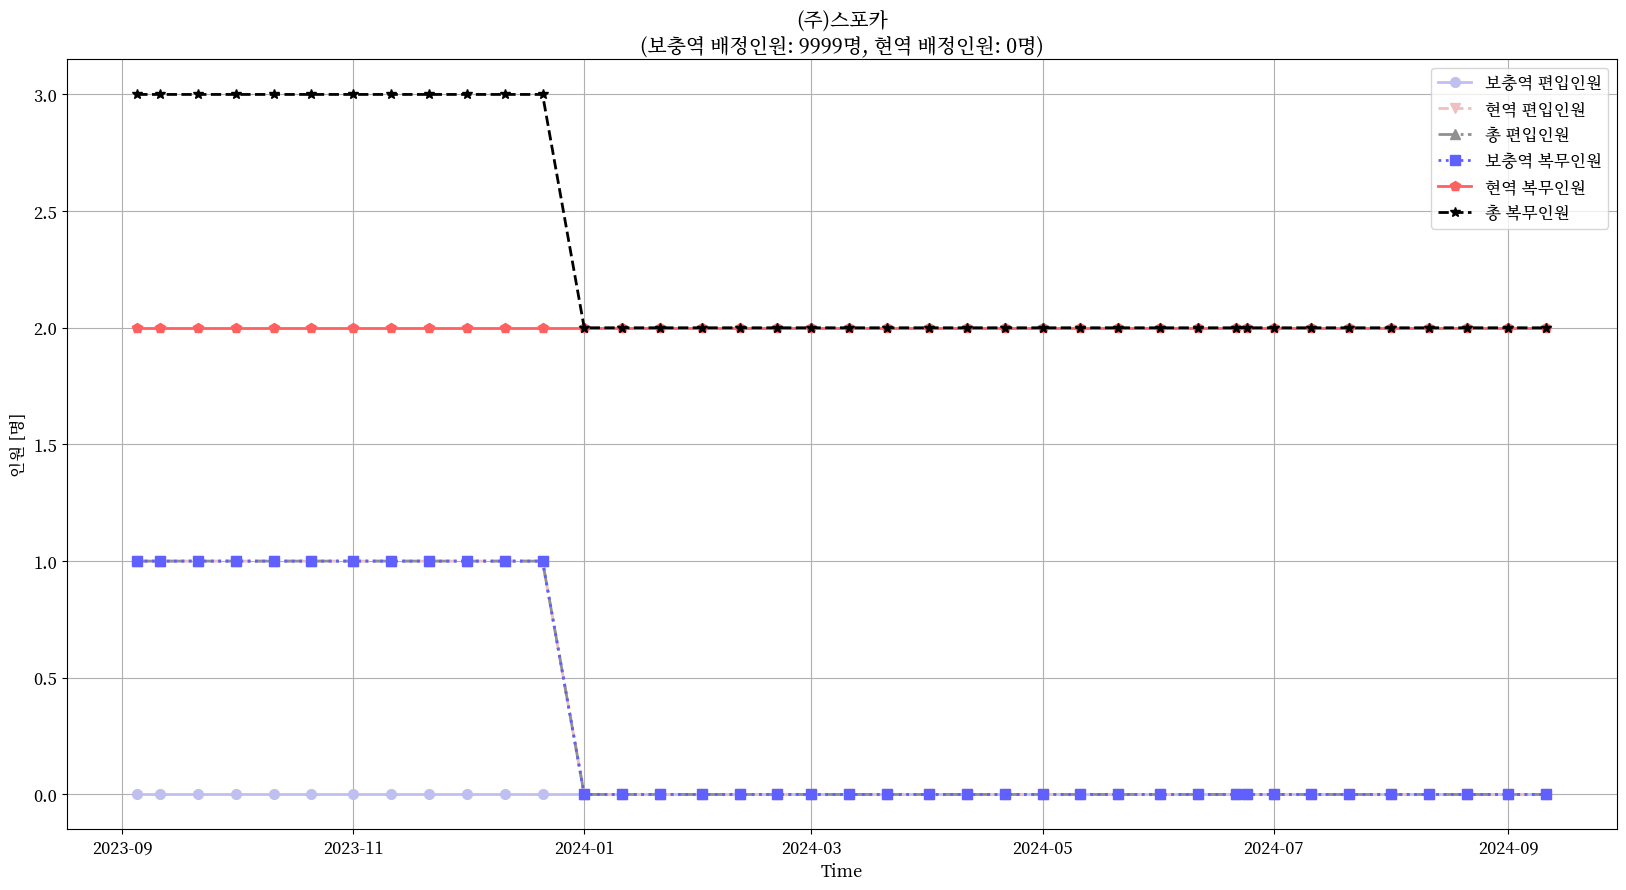 (주)스포카
(보충역 배정인원: 9999명, 현역 배정인원: 0명)
보충역 편입인원
현역 편입인원
총 편입인원
보충역 복무인원
현역 복무인원
총 복무인원
인원 [명]
3.0
2.5
2.0
1.5
1.0
0.5
0.0
2023-09 2023-11 2024-01 2024-03 2024-05 2024-07 2024-09
Time